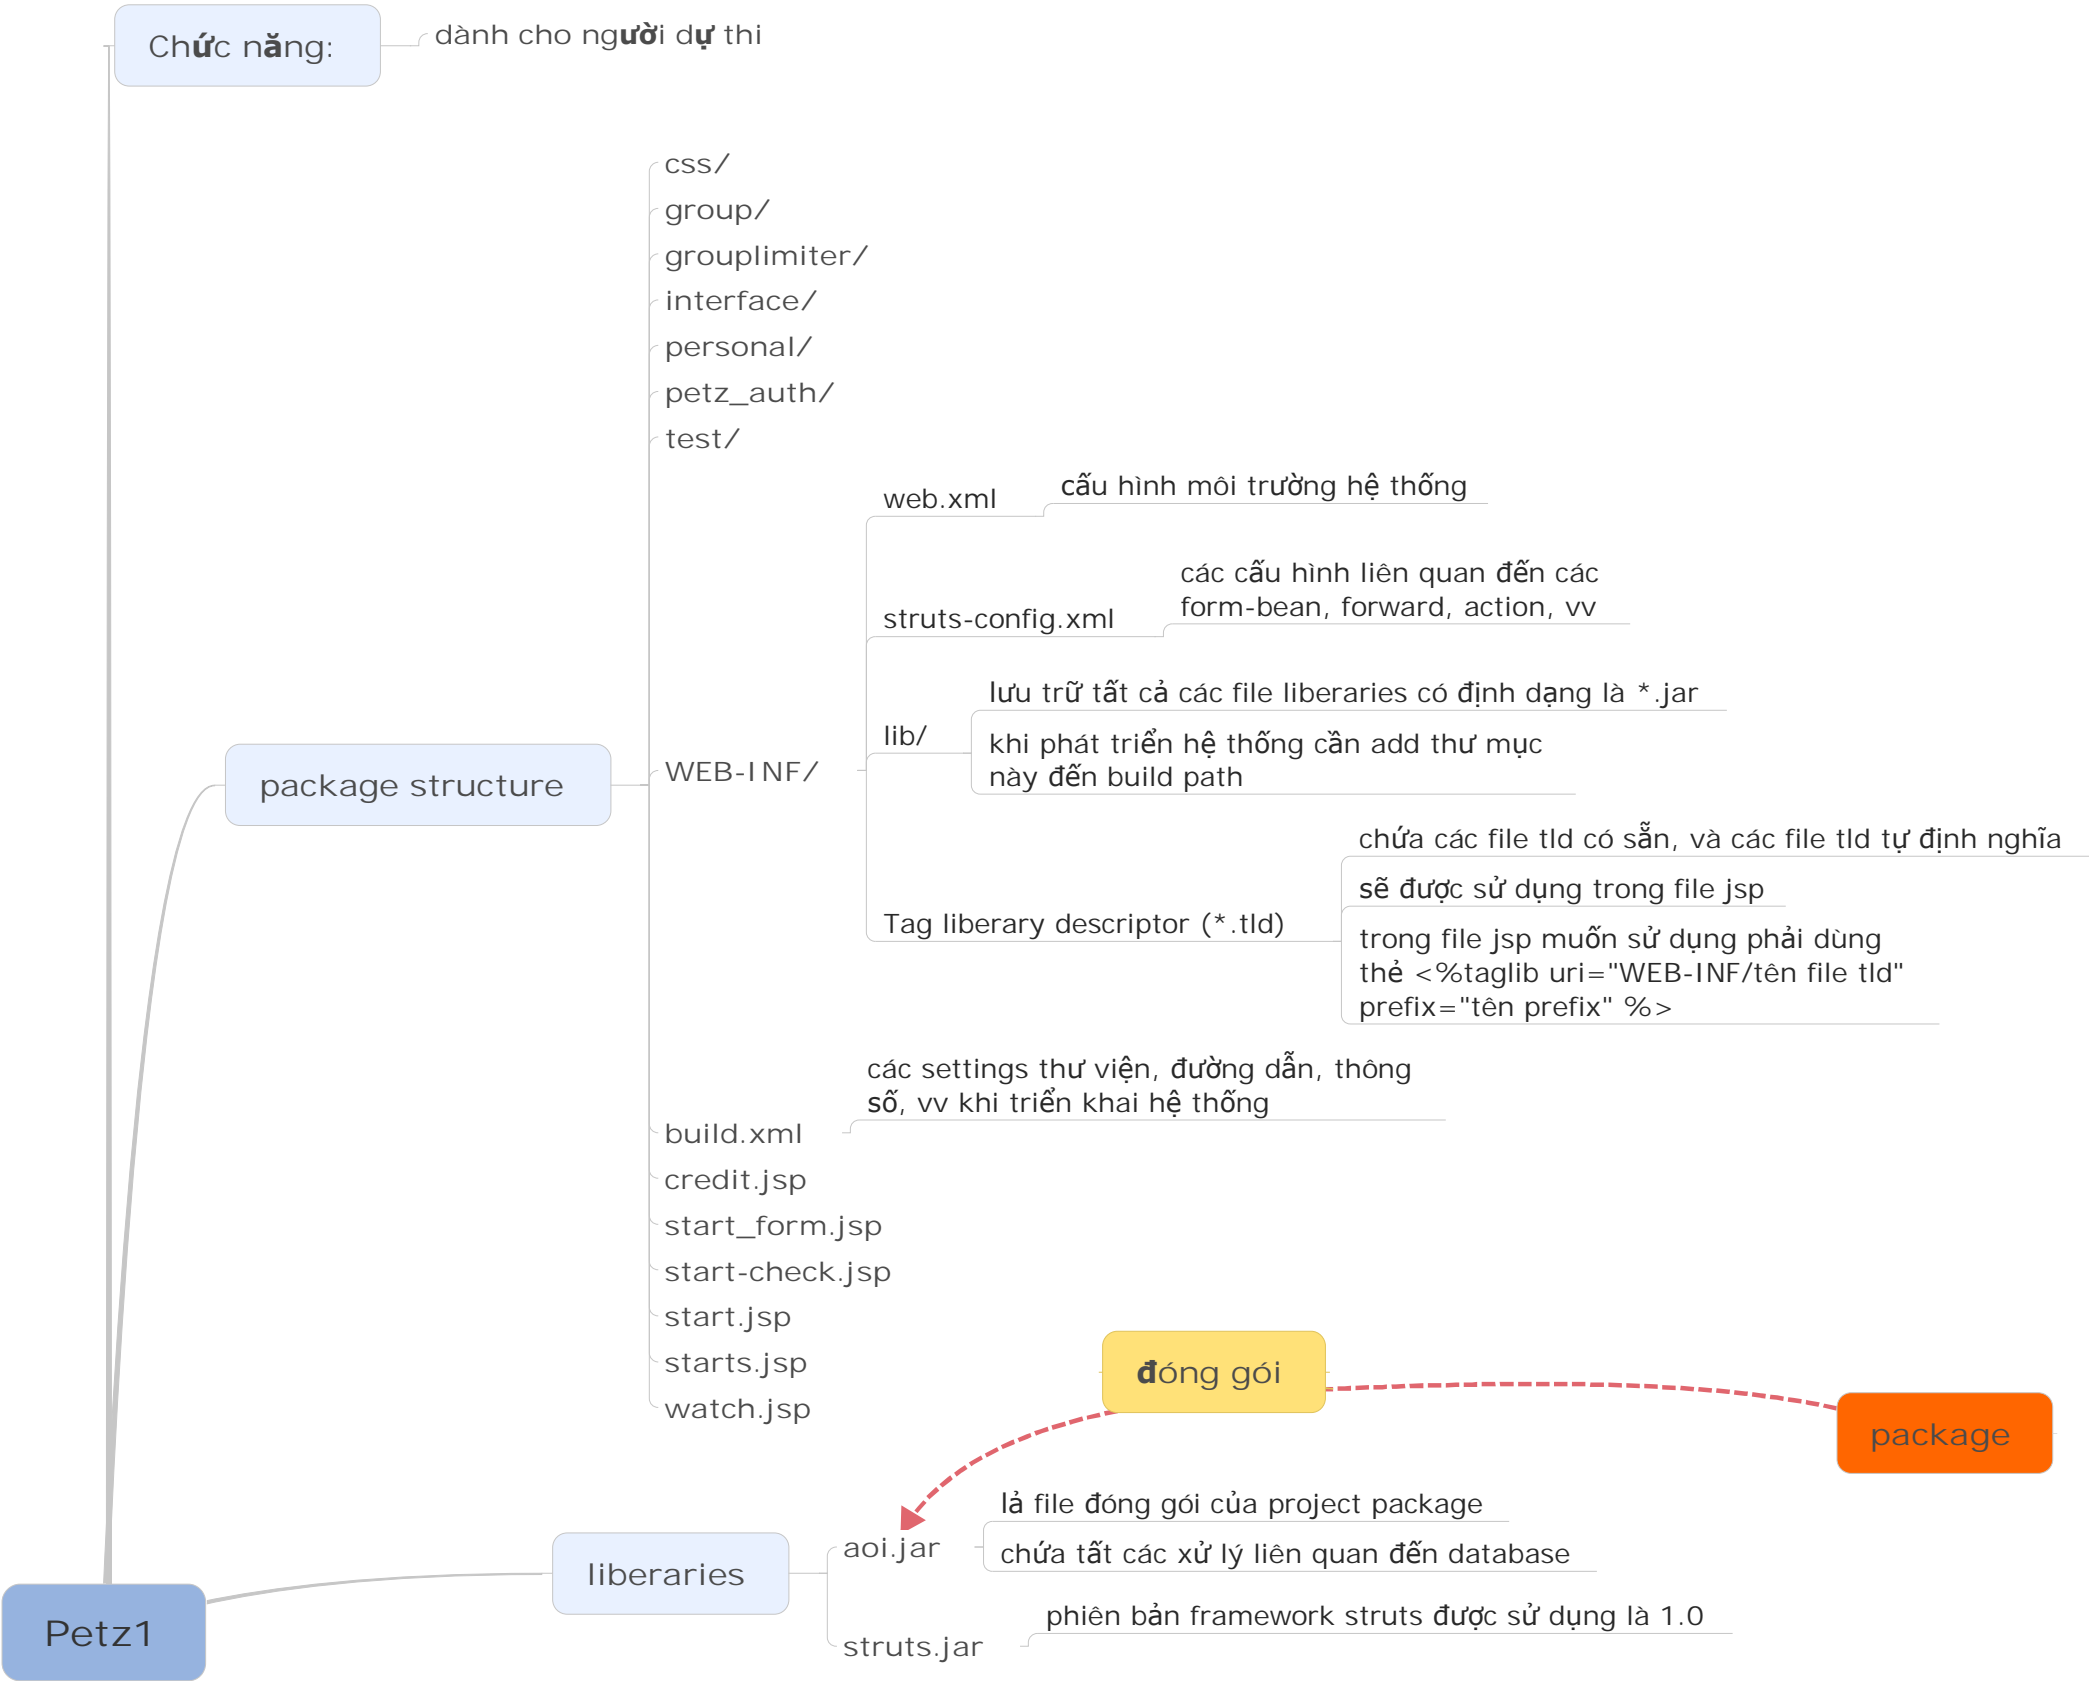 Chức năng:
dành cho người dự thi
css/
group/
grouplimiter/
interface/
personal/
petz_auth/
test/
web.xml
cấu hình môi trường hệ thống
struts-config.xml
các cấu hình liên quan đến các
form-bean, forward, action, vv
lib/
lưu trữ tất cả các file liberaries có định dạng là *.jar
khi phát triển hệ thống cần add thư mục
này đến build path
package structure
WEB-INF/
Tag liberary descriptor (*.tld)
chứa các file tld có sẵn, và các file tld tự định nghĩa
sẽ được sử dụng trong file jsp
trong file jsp muốn sử dụng phải dùng
thẻ <%taglib uri="WEB-INF/tên file tld"
prefix="tên prefix" %>
build.xml
các settings thư viện, đường dẫn, thông
số, vv khi triển khai hệ thống
credit.jsp
start_form.jsp
start-check.jsp
start.jsp
starts.jsp
watch.jsp
đóng gói
package
liberaries
aoi.jar
lả file đóng gói của project package
chứa tất các xử lý liên quan đến database
struts.jar
phiên bản framework struts được sử dụng là 1.0
Petz1